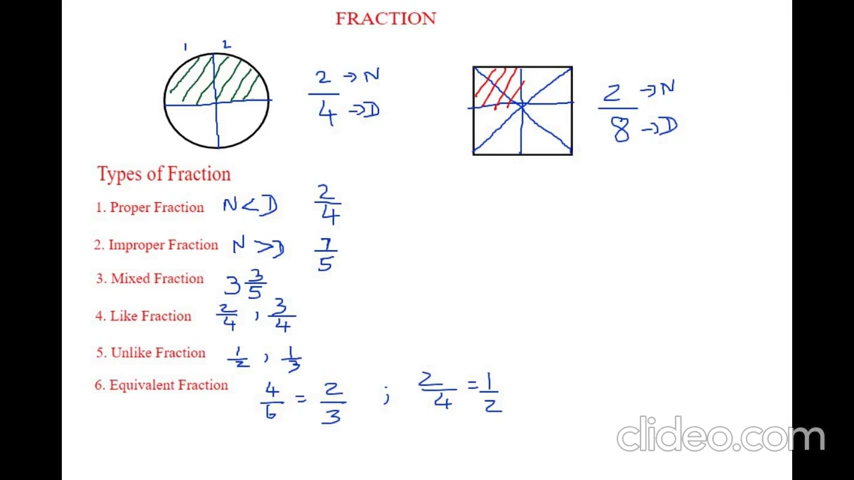 FRACTION
1 2
2/4 →N →D
2/8 →N →D
Types of Fraction
1. Proper Fraction N<D 2/4
2. Improper Fraction N>D 7/5
3. Mixed Fraction 3 3/5
4. Like Fraction 2/4 , 3/4
5. Unlike Fraction 1/2 , 1/3
6. Equivalent Fraction 4/6 = 2/3 ; 2/4 = 1/2
clideo.com